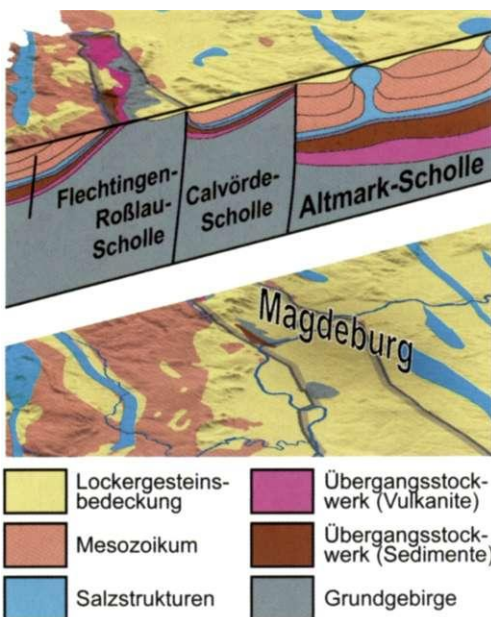 Flechtingen-
Roßlau-
Scholle
Calvörde-
Scholle
Altmark-Scholle
Magdeburg
Lockergesteins-
bedeckung
Mesozoikum
Salzstrukturen
Übergangsstock-
werk (Vulkanite)
Übergangsstock-
werk (Sedimente)
Grundgebirge